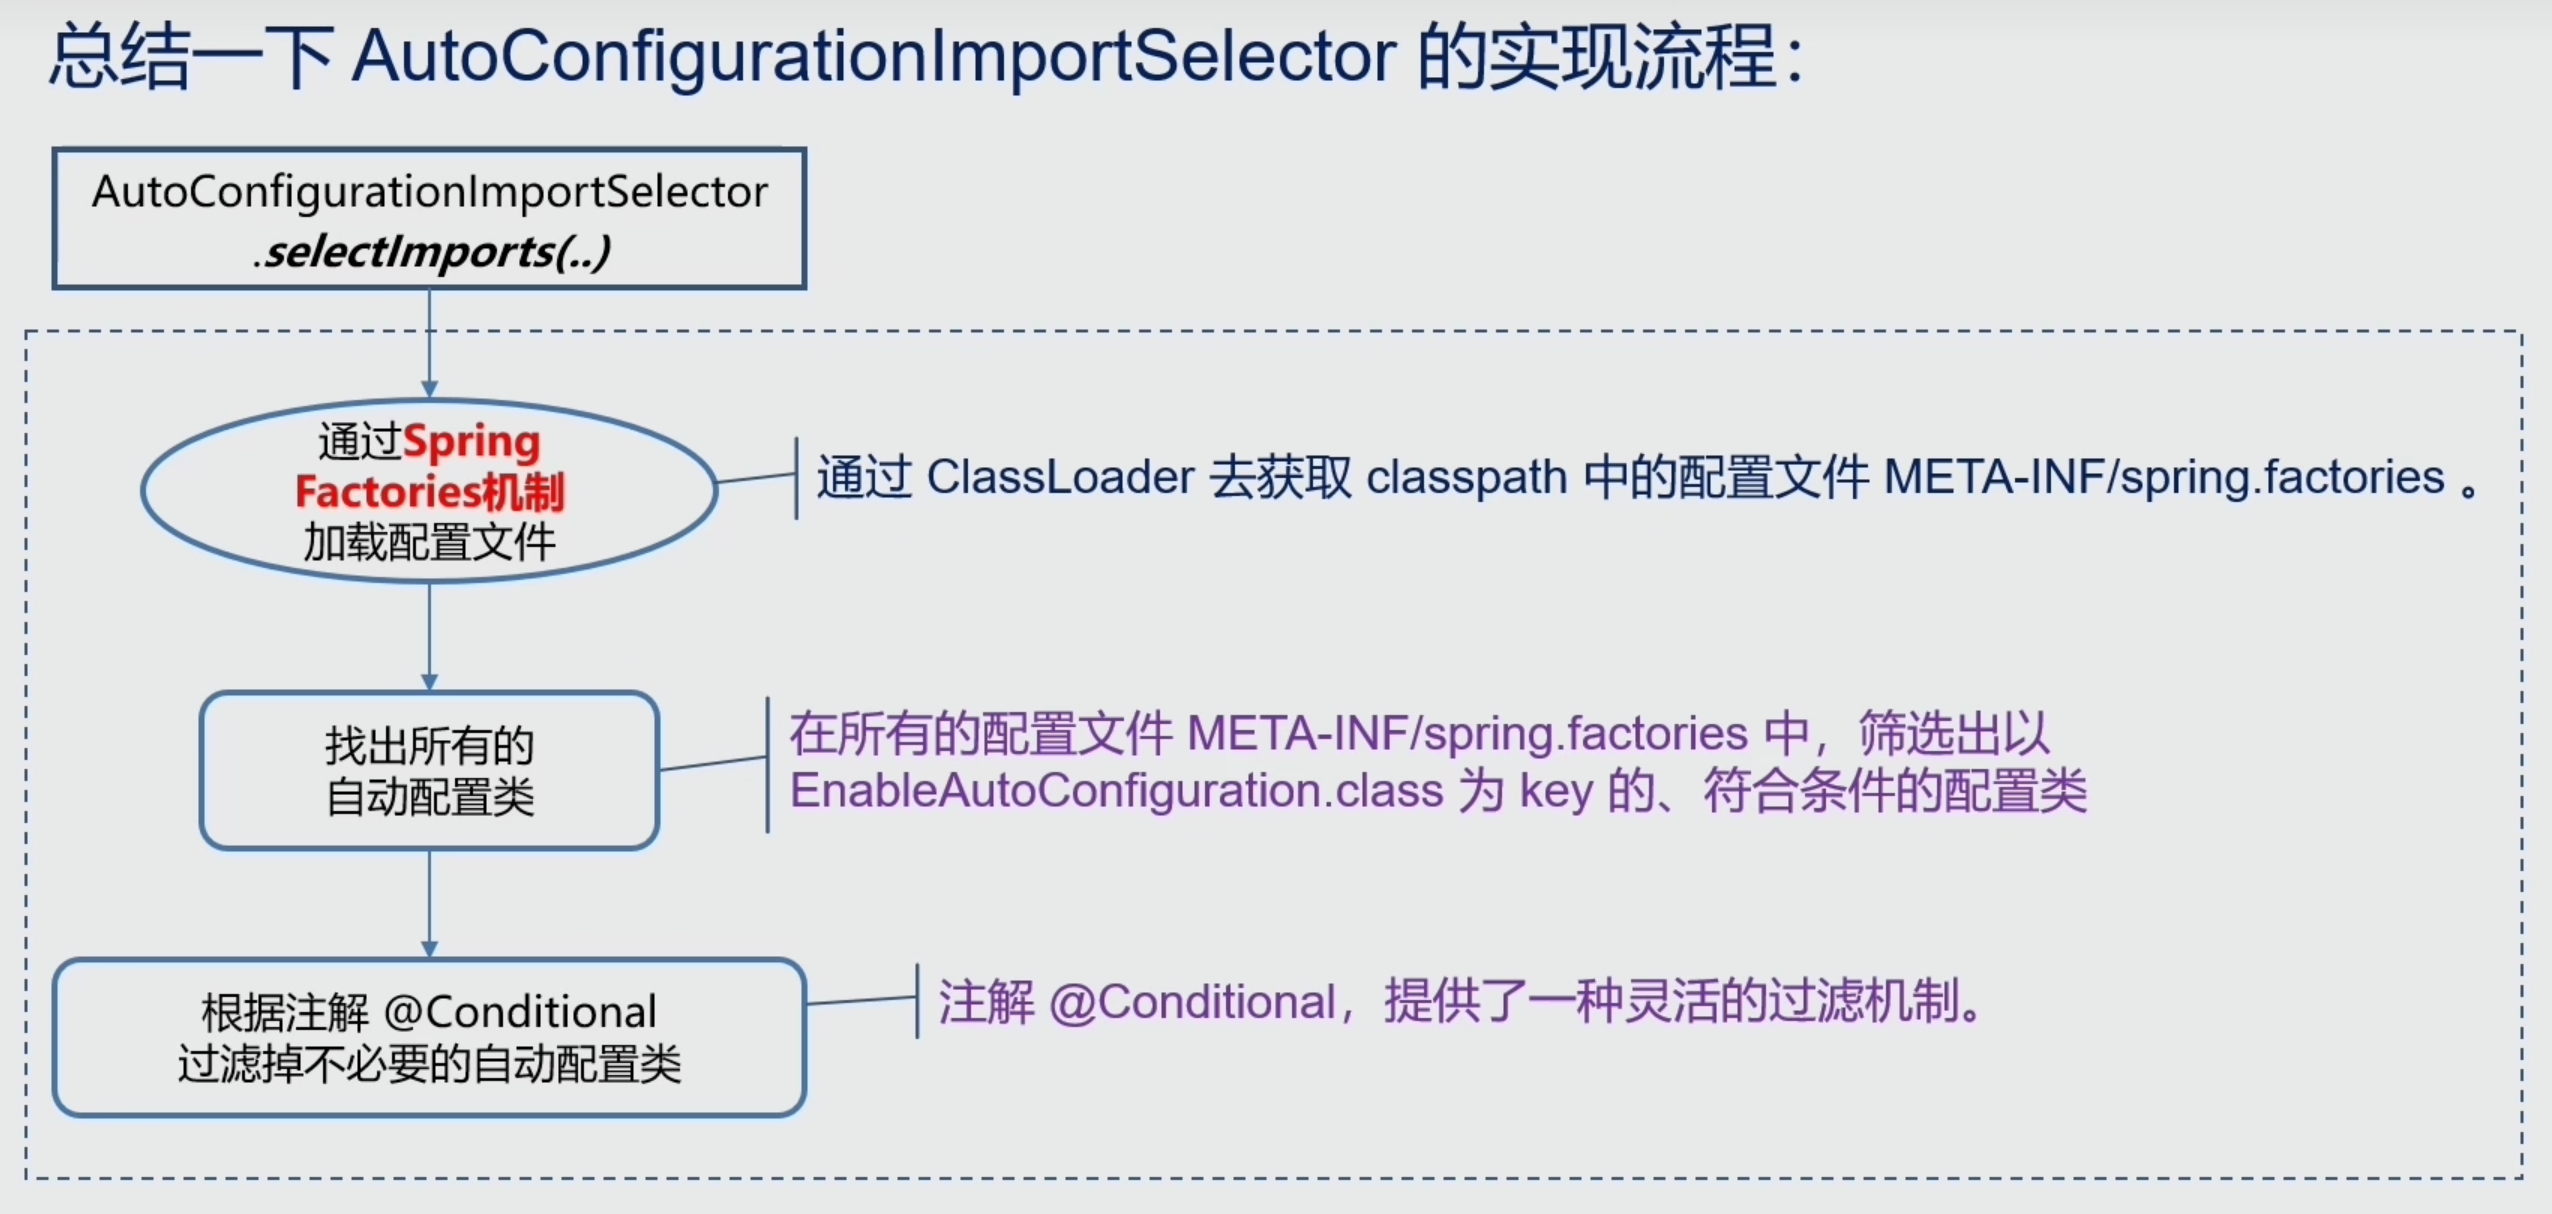 总结一下 AutoConfigurationImportSelector 的实现流程：
AutoConfigurationImportSelector
.selectImports(..)
通过Spring
Factories机制
加载配置文件
通过 ClassLoader 去获取 classpath 中的配置文件 META-INF/spring.factories 。
找出所有的
自动配置类
在所有的配置文件 META-INF/spring.factories 中，筛选出以
EnableAutoConfiguration.class 为 key 的、符合条件的配置类
根据注解 @Conditional
过滤掉不必要的自动配置类
注解 @Conditional，提供了一种灵活的过滤机制。